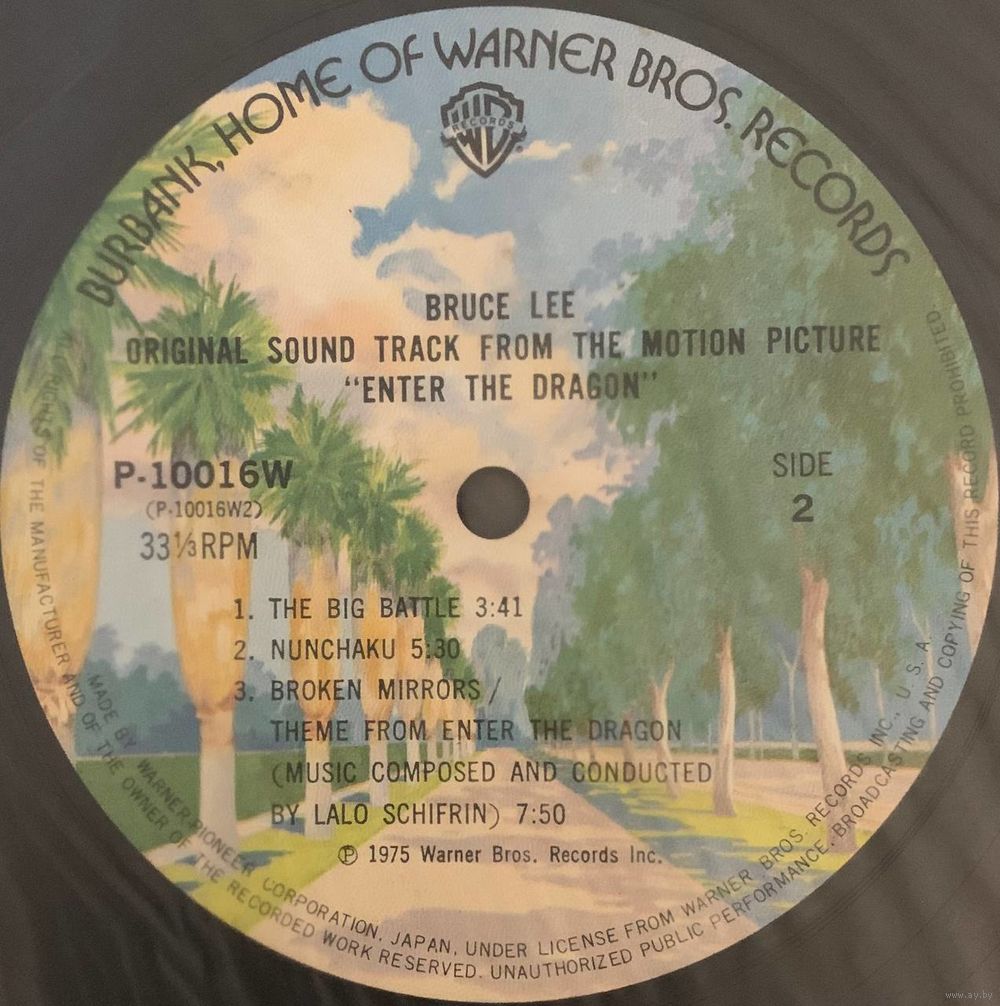 BURBANK, HOME OF WARNER BROS. RECORDS
RECORDS
BRUCE LEE
ORIGINAL SOUND TRACK FROM THE MOTION PICTURE
"ENTER THE DRAGON"
P-10016W
(P-10016W2)
33⅓RPM
SIDE
2
1. THE BIG BATTLE 3:41
2. NUNCHAKU 5:30
3. BROKEN MIRRORS /
THEME FROM ENTER THE DRAGON
(MUSIC COMPOSED AND CONDUCTED
BY LALO SCHIFRIN) 7:50
℗ 1975 Warner Bros. Records Inc.
MADE BY WARNER-PIONEER CORPORATION, JAPAN, UNDER LICENSE FROM WARNER BROS. RECORDS INC., U.S.A.
RIGHTS OF THE MANUFACTURER AND OF THE OWNER OF THE RECORDED WORK RESERVED. UNAUTHORIZED PUBLIC PERFORMANCE, BROADCASTING AND COPYING OF THIS RECORD PROHIBITED
www.ay.by